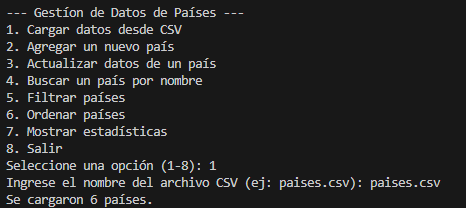 --- Gestíon de Datos de Países ---
1. Cargar datos desde CSV
2. Agregar un nuevo país
3. Actualizar datos de un país
4. Buscar un país por nombre
5. Filtrar países
6. Ordenar países
7. Mostrar estadísticas
8. Salir
Seleccione una opción (1-8): 1
Ingrese el nombre del archivo CSV (ej: paises.csv): paises.csv
Se cargaron 6 países.